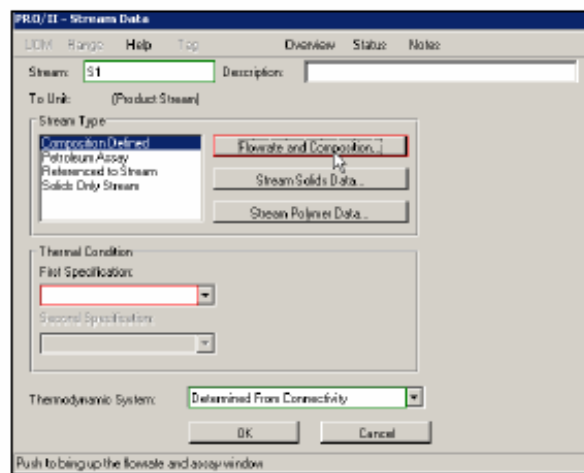 PRO/II - Stream Data
UOM Range Help Tag Overview Status Notes
Stream: S1 Description:
To Unit: (Product Stream)
Stream Type
Composition Defined
Petroleum Assay
Referenced to Stream
Solids Only Stream
Flowrate and Composition...
Stream Solids Data...
Stream Polymer Data...
Thermal Condition
First Specification:
Second Specification:
Thermodynamic System: Determined From Connectivity
OK Cancel
Push to bring up the flowrate and assay window